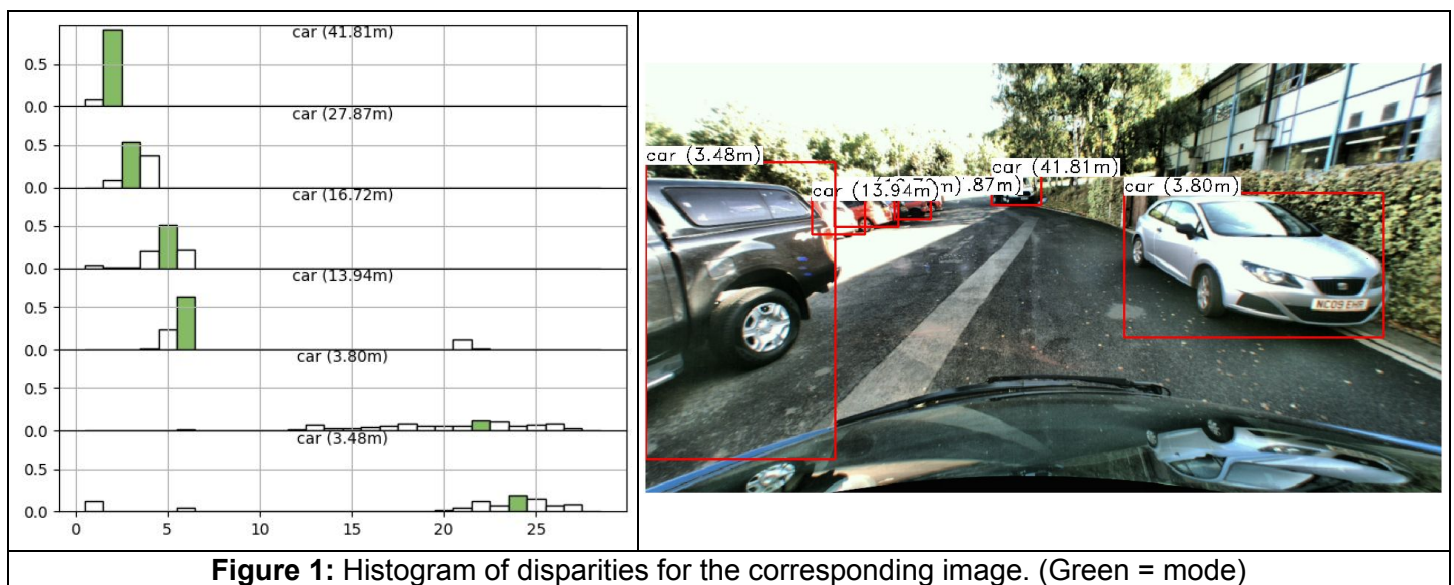 car (41.81m)
0.5
0.0
car (27.87m)
0.5
0.0
car (16.72m)
0.5
0.0
car (13.94m)
0.5
0.0
car (3.80m)
0.5
0.0
car (3.48m)
0.5
0.0
0 5 10 15 20 25
car (3.48m)
car (13.94m)
.87m)
car (41.81m)
car (3.80m)
NC09 EHR
Figure 1: Histogram of disparities for the corresponding image. (Green = mode)